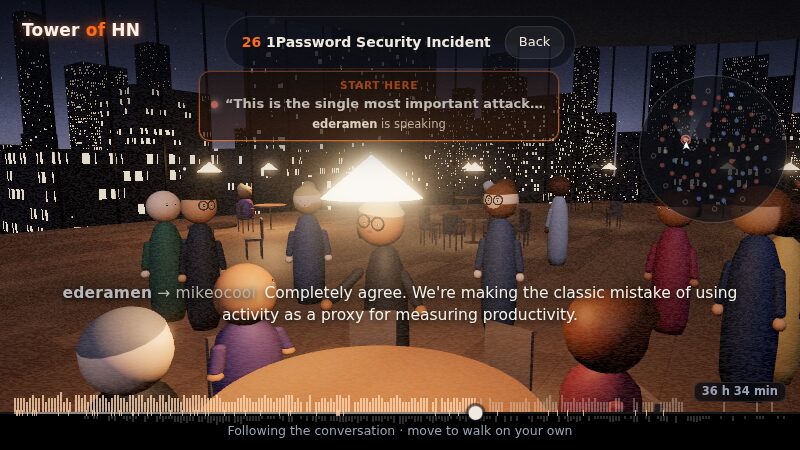 Tower of HN
26 1Password Security Incident
Back
START HERE
“This is the single most important attack…
ederamen is speaking
ederamen → mikeocool Completely agree. We're making the classic mistake of using
activity as a proxy for measuring productivity.
36 h 34 min
Following the conversation · move to walk on your own